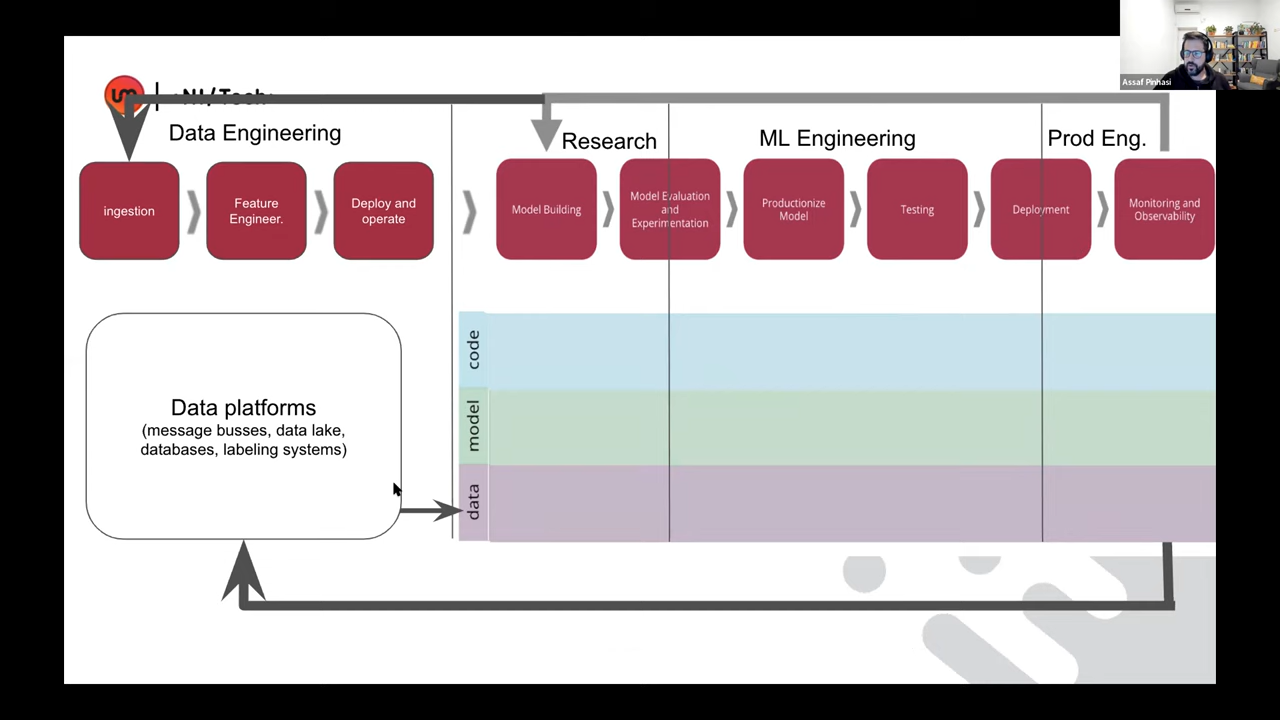 Assaf Pinhasi
Data Engineering
Research
ML Engineering
Prod Eng.
ingestion
Feature
Engineer.
Deploy and
operate
Model Building
Model Evaluation
and
Experimentation
Productionize
Model
Testing
Deployment
Monitoring and
Observability
Data platforms
(message busses, data lake,
databases, labeling systems)
code
model
data